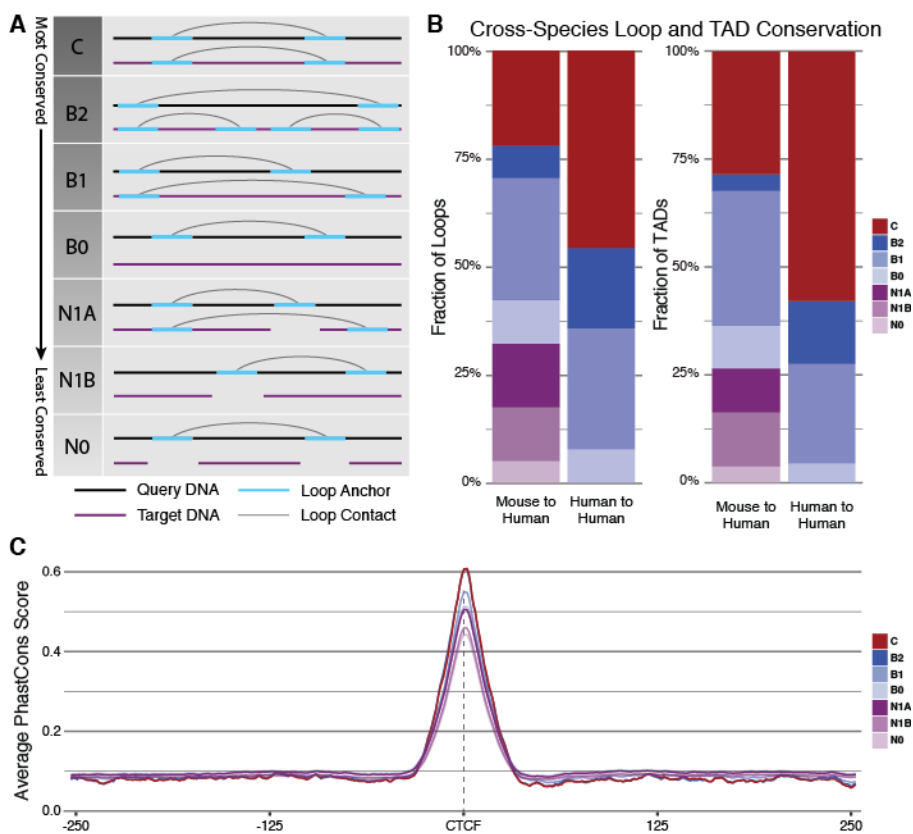 A
Most Conserved
Least Conserved
C
B2
B1
B0
N1A
N1B
N0
Query DNA
Loop Anchor
Target DNA
Loop Contact
B
Cross-Species Loop and TAD Conservation
Fraction of Loops
100%
75%
50%
25%
0%
Mouse to
Human
Human to
Human
Fraction of TADs
100%
75%
50%
25%
0%
Mouse to
Human
Human to
Human
C
B2
B1
B0
N1A
N1B
N0
C
Average PhastCons Score
0.6
0.4
0.2
0.0
-250
-125
CTCF
125
250
C
B2
B1
B0
N1A
N1B
N0